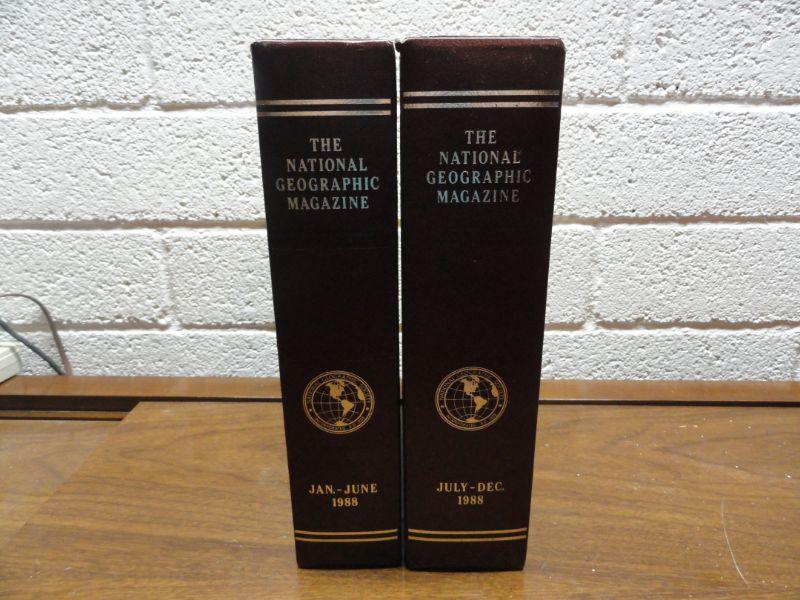 THE
NATIONAL
GEOGRAPHIC
MAGAZINE
JAN.-JUNE
1988
THE
NATIONAL
GEOGRAPHIC
MAGAZINE
JULY-DEC.
1988